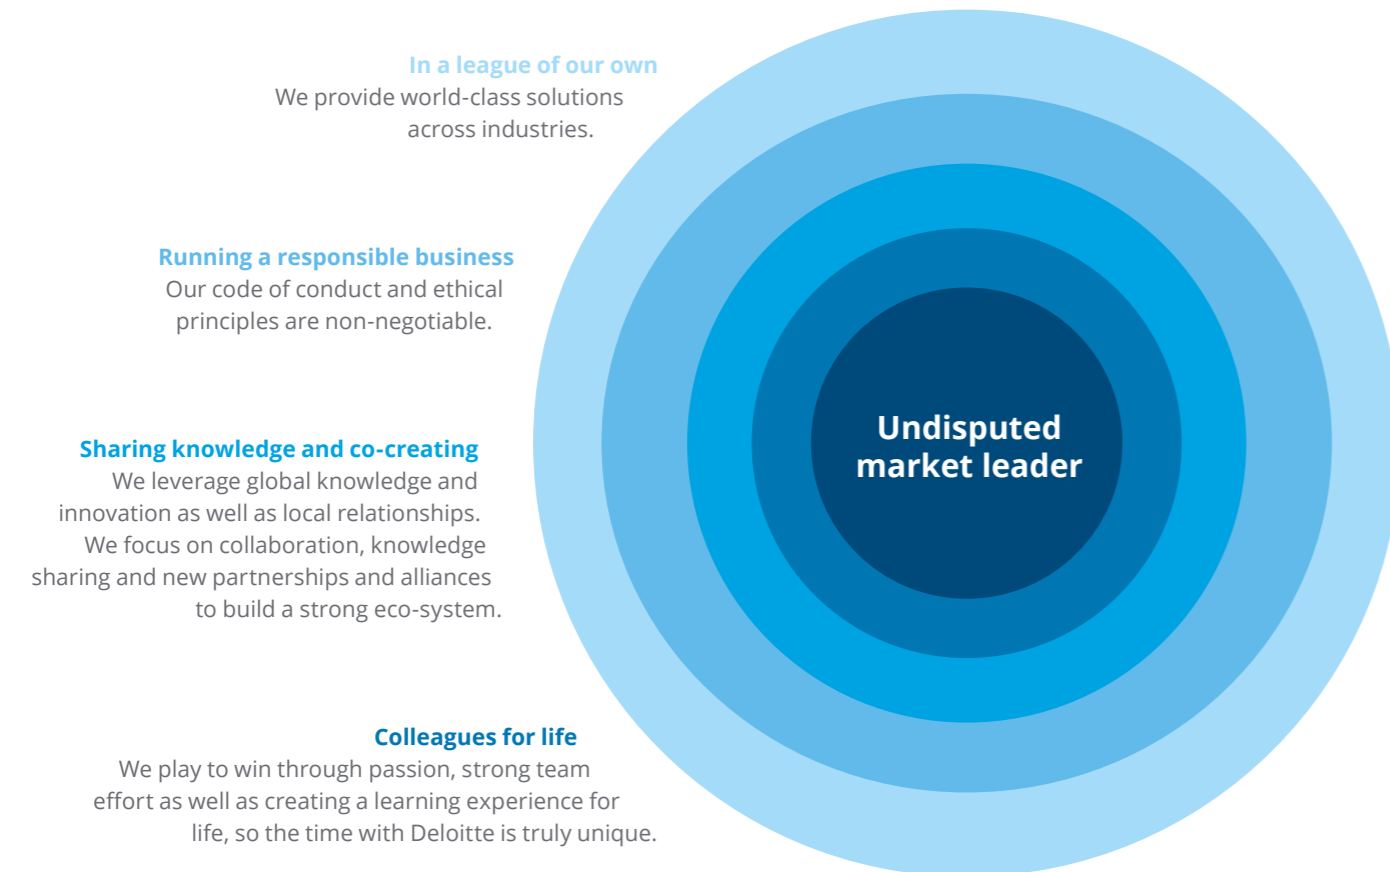 In a league of our own
We provide world-class solutions
across industries.
Running a responsible business
Our code of conduct and ethical
principles are non-negotiable.
Sharing knowledge and co-creating
We leverage global knowledge and
innovation as well as local relationships.
We focus on collaboration, knowledge
sharing and new partnerships and alliances
to build a strong eco-system.
Colleagues for life
We play to win through passion, strong team
effort as well as creating a learning experience for
life, so the time with Deloitte is truly unique.
Undisputed
market leader